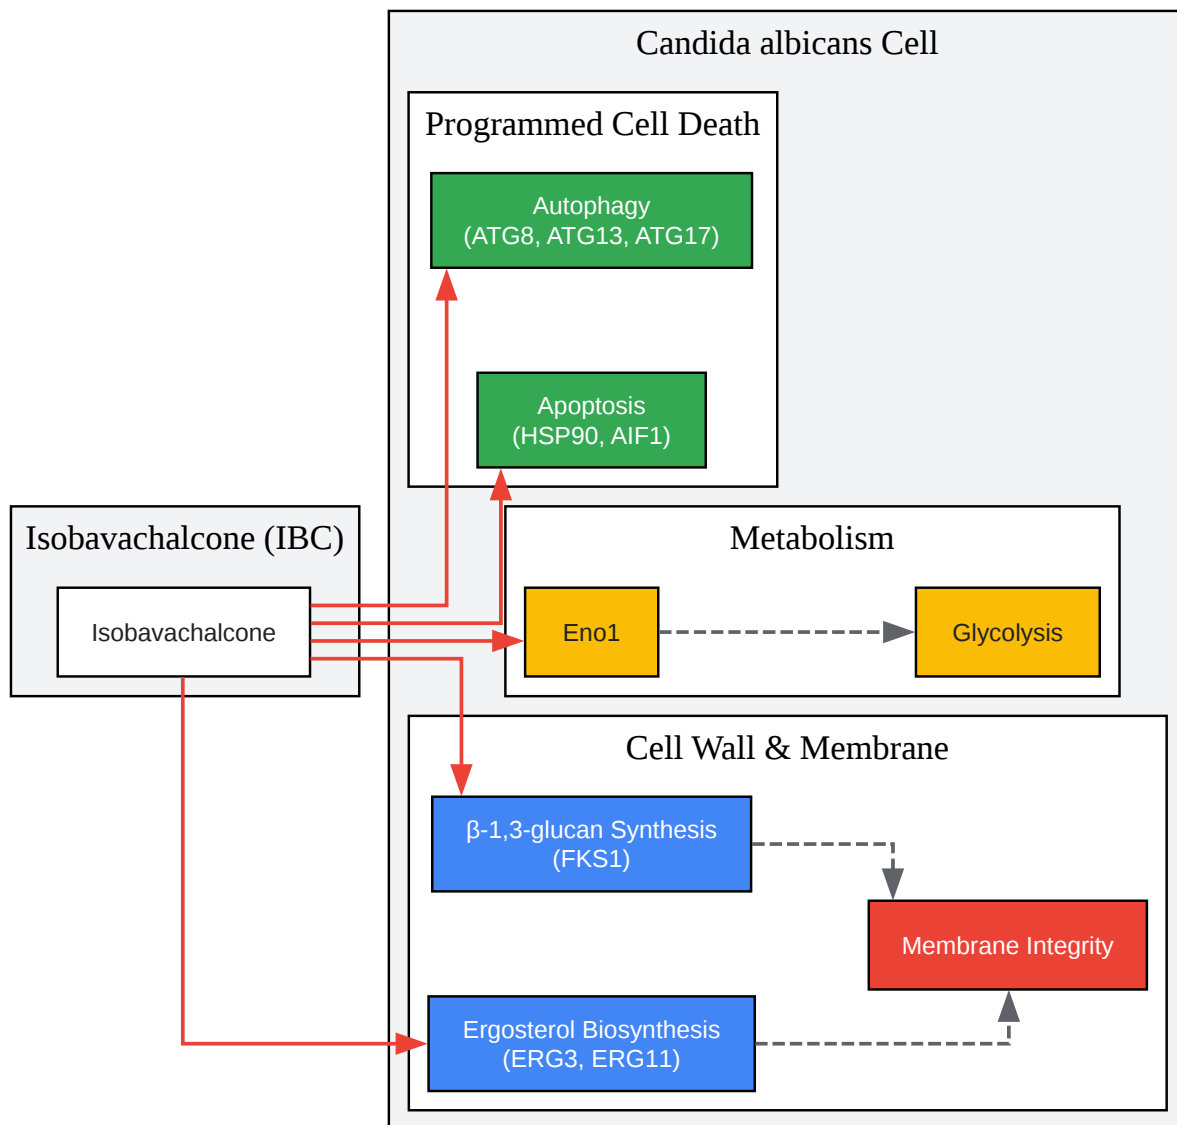 Candida albicans Cell
Programmed Cell Death
Autophagy
(ATG8, ATG13, ATG17)
Apoptosis
(HSP90, AIF1)
Isobavachalcone (IBC)
Isobavachalcone
Metabolism
Eno1
Glycolysis
Cell Wall & Membrane
β-1,3-glucan Synthesis
(FKS1)
Membrane Integrity
Ergosterol Biosynthesis
(ERG3, ERG11)